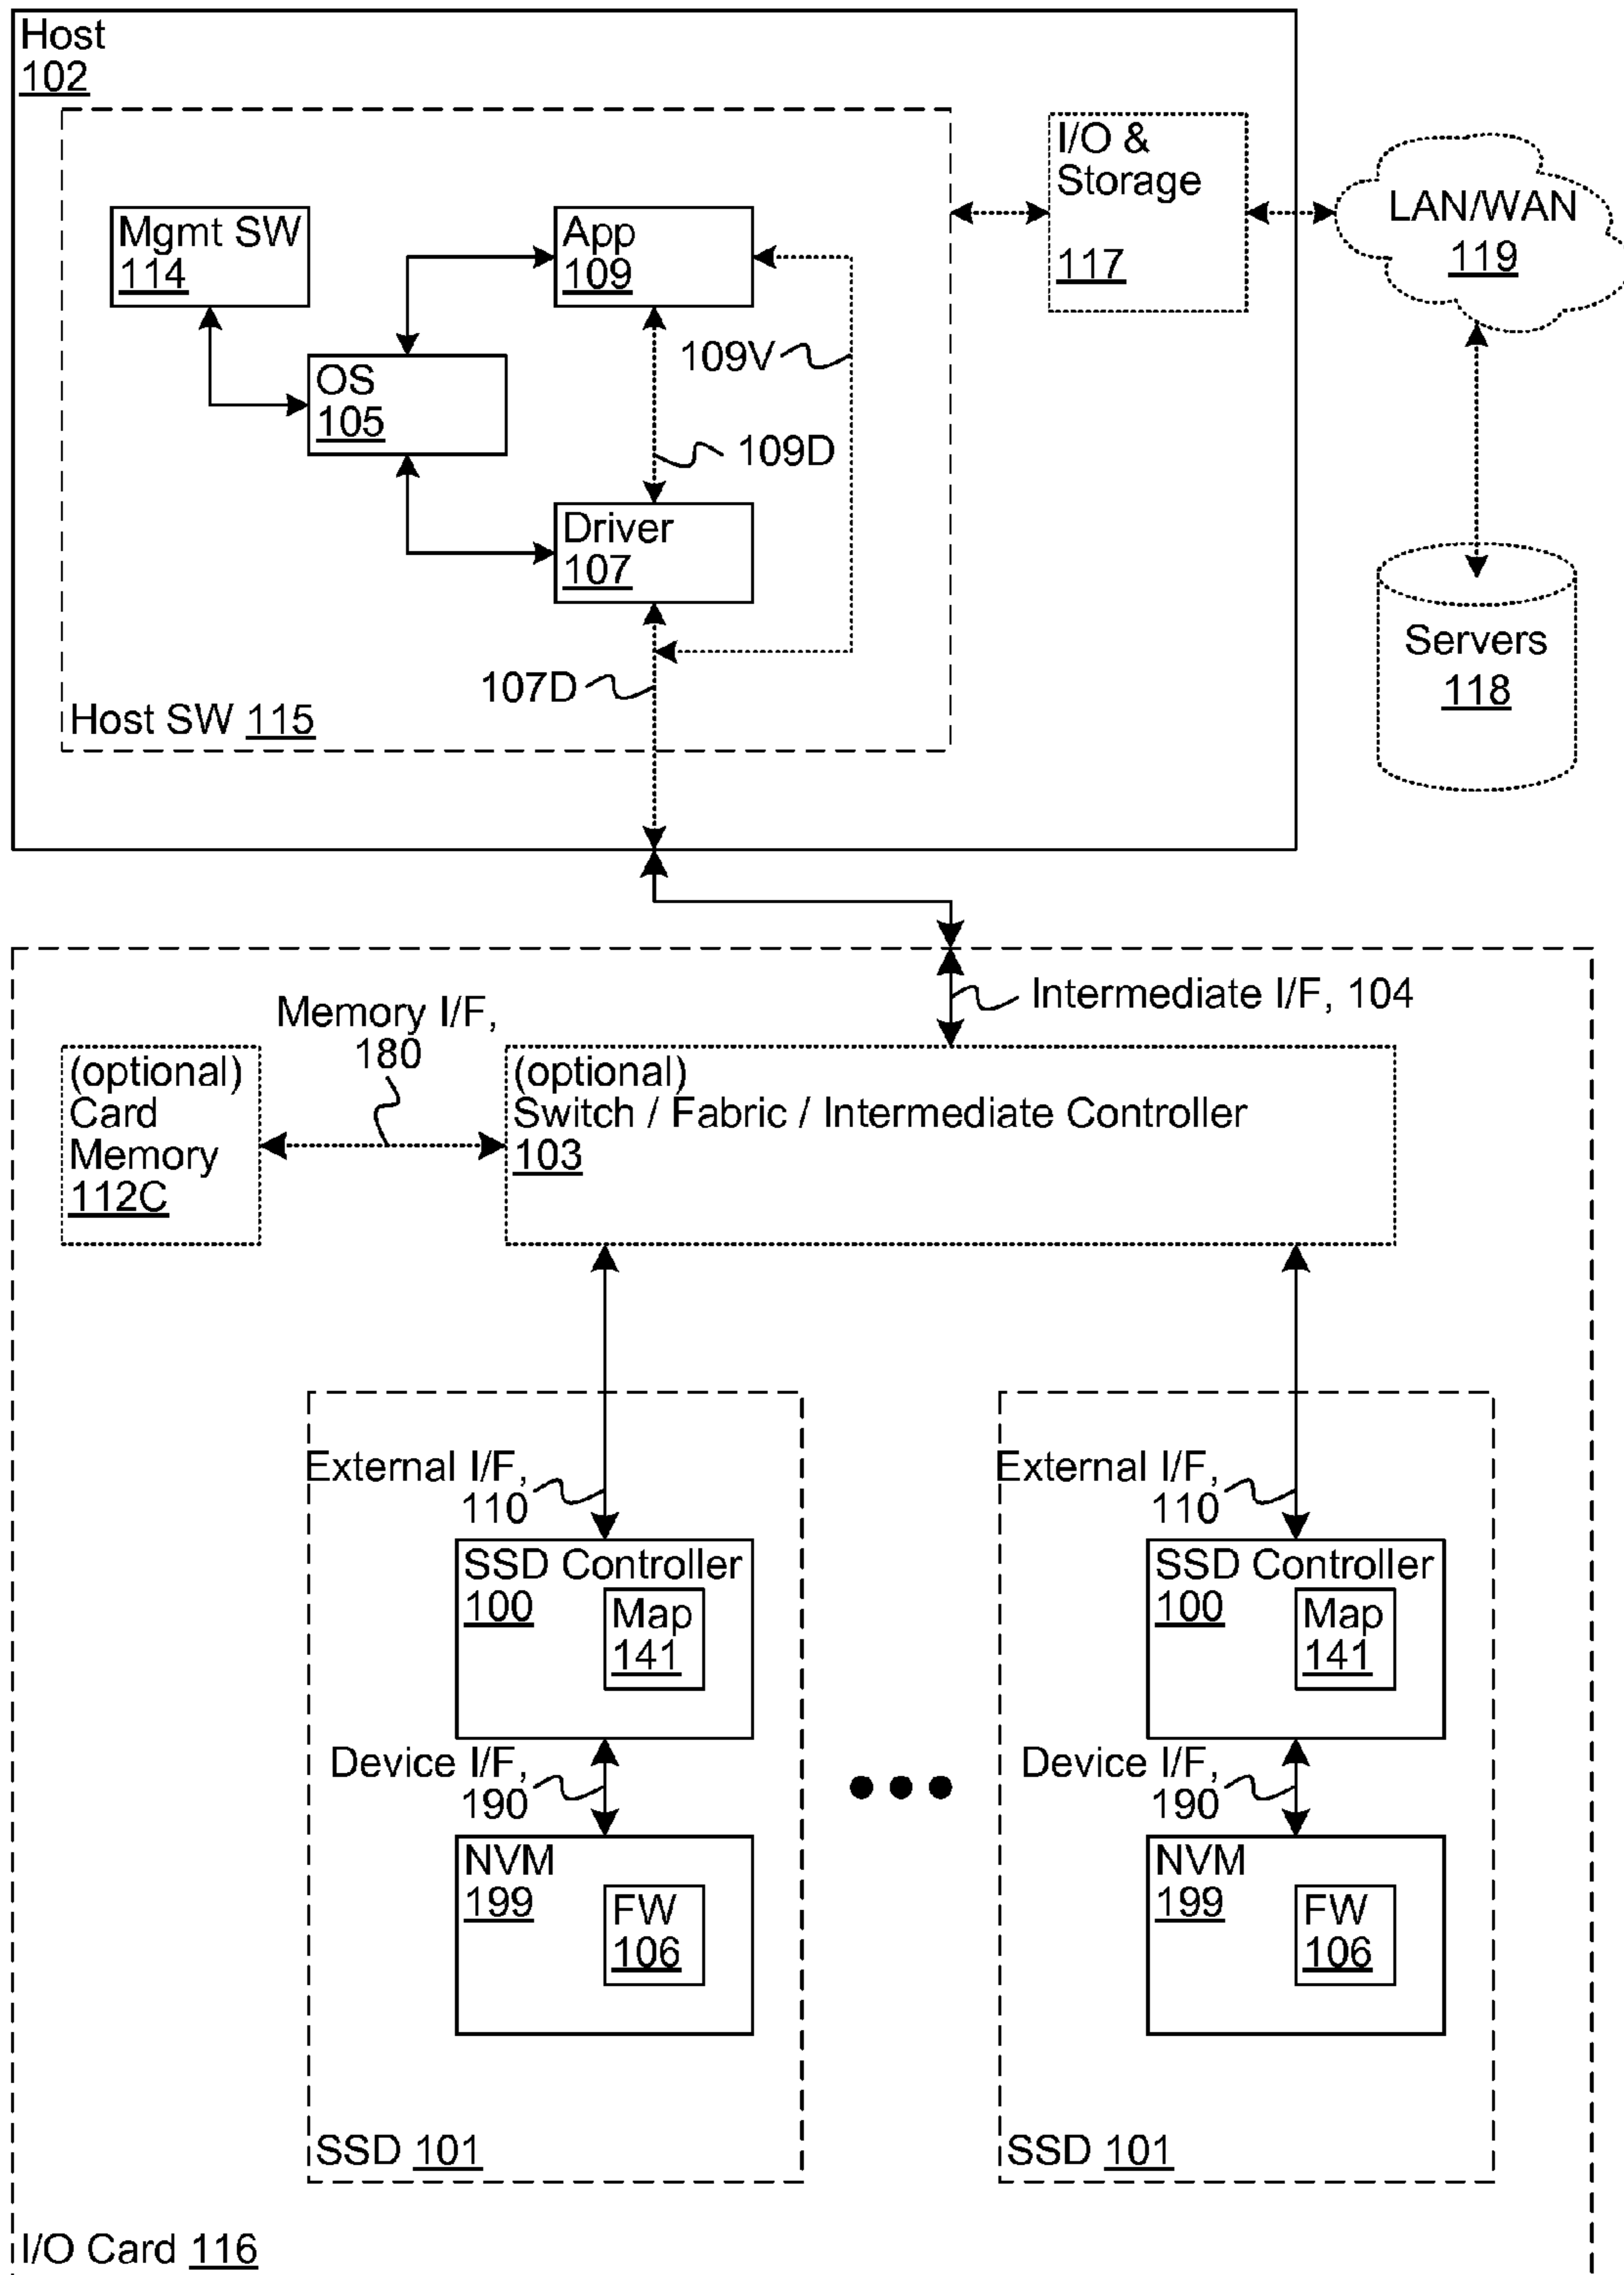 Host
102
Mgmt SW
114
App
109
I/O &
Storage
117
LAN/WAN
119
109V
OS
105
109D
Driver
107
Servers
118
107D
Host SW 115
Intermediate I/F, 104
Memory I/F,
180
(optional)
Card
Memory
112C
(optional)
Switch / Fabric / Intermediate Controller
103
External I/F,
110
SSD Controller
100
Map
141
Device I/F,
190
NVM
199
FW
106
SSD 101
External I/F,
110
SSD Controller
100
Map
141
Device I/F,
190
NVM
199
FW
106
SSD 101
I/O Card 116